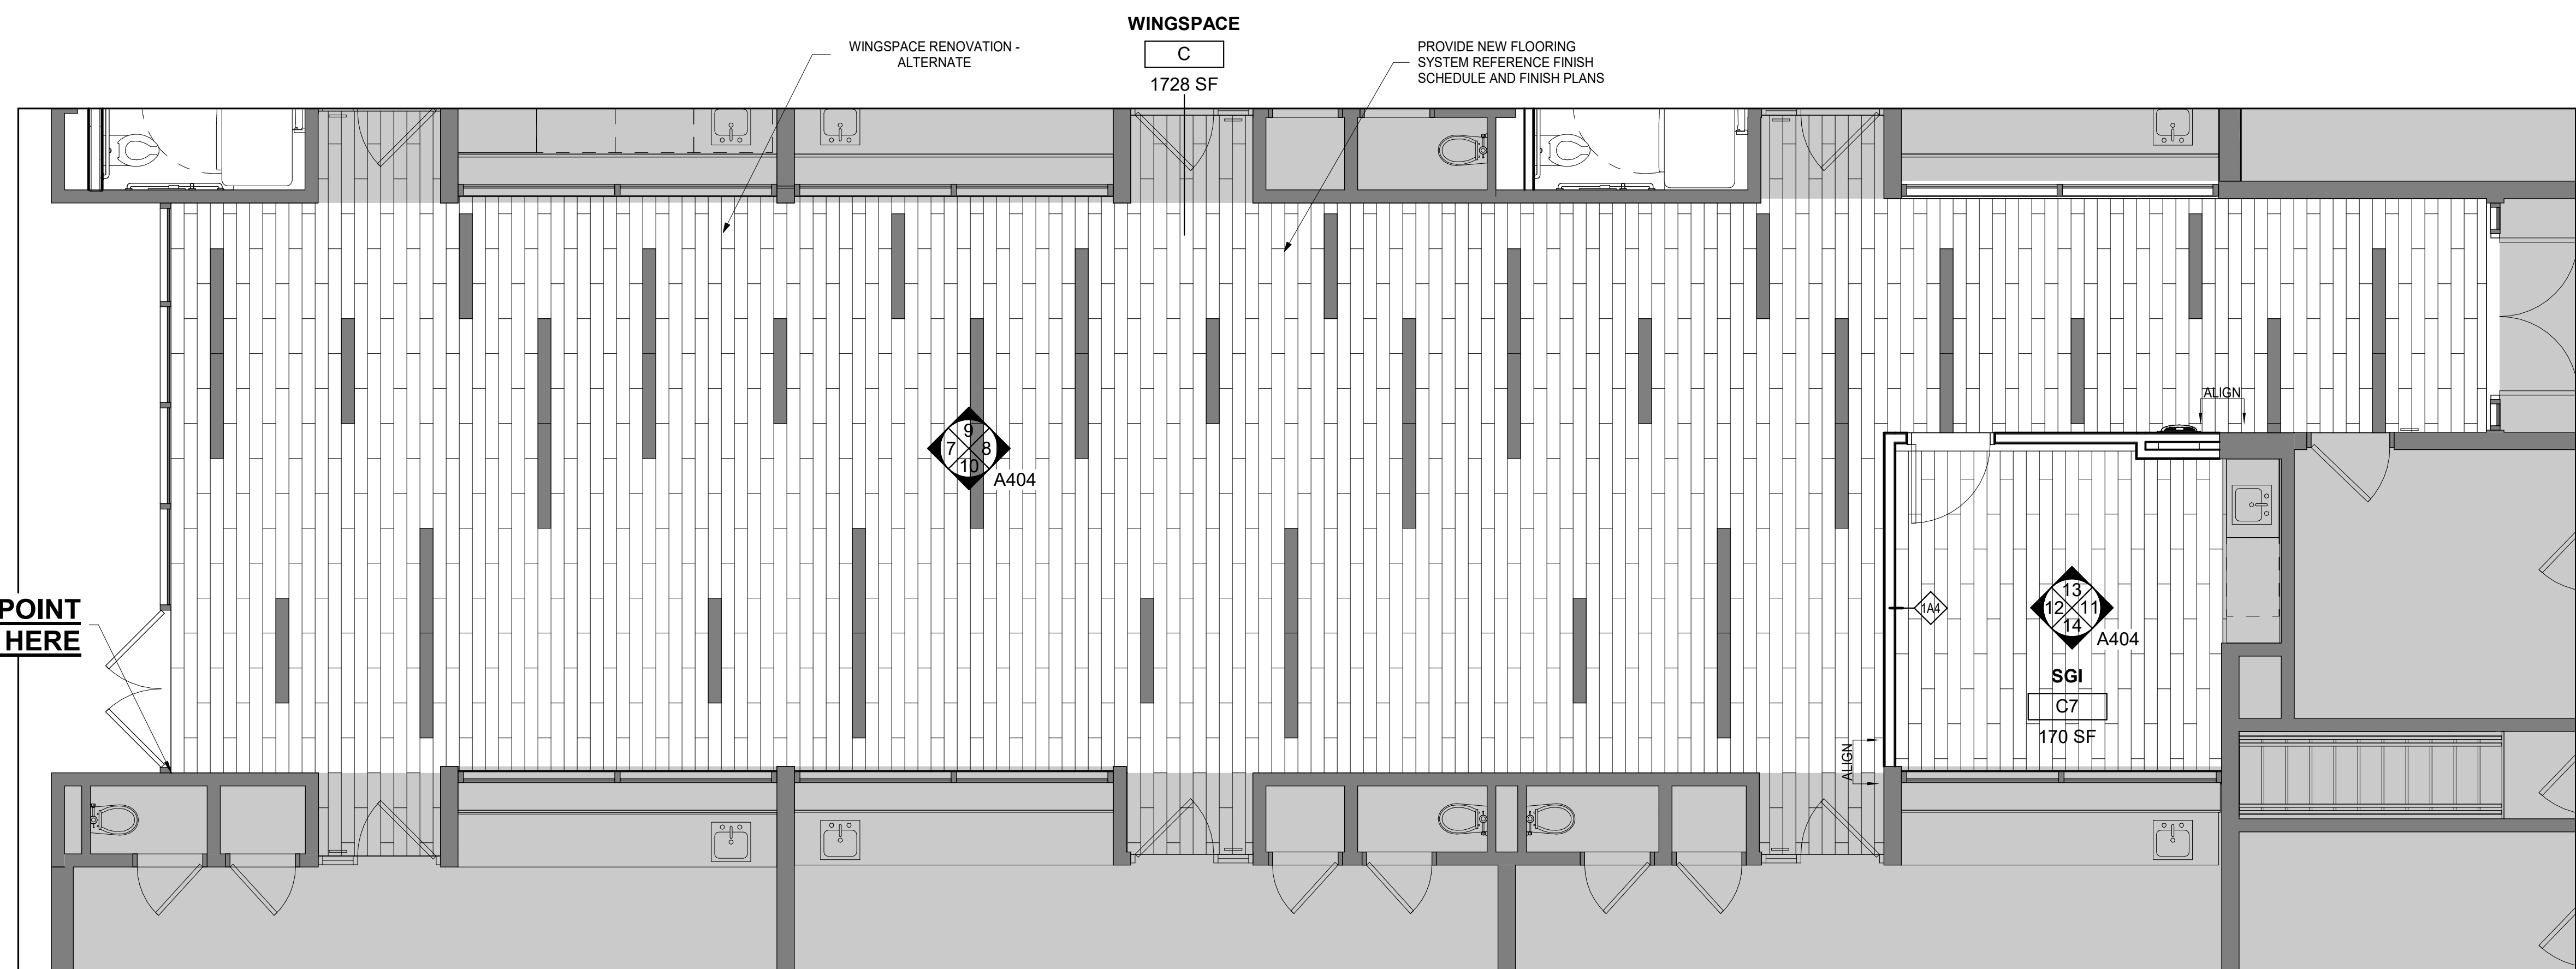 WINGSPACE
C
1728 SF
WINGSPACE RENOVATION -
ALTERNATE
PROVIDE NEW FLOORING
SYSTEM REFERENCE FINISH
SCHEDULE AND FINISH PLANS
ALIGN
9
7 8
10
A404
POINT
HERE
1A4
13
12 11
14
A404
SGI
C7
170 SF
ALIGN